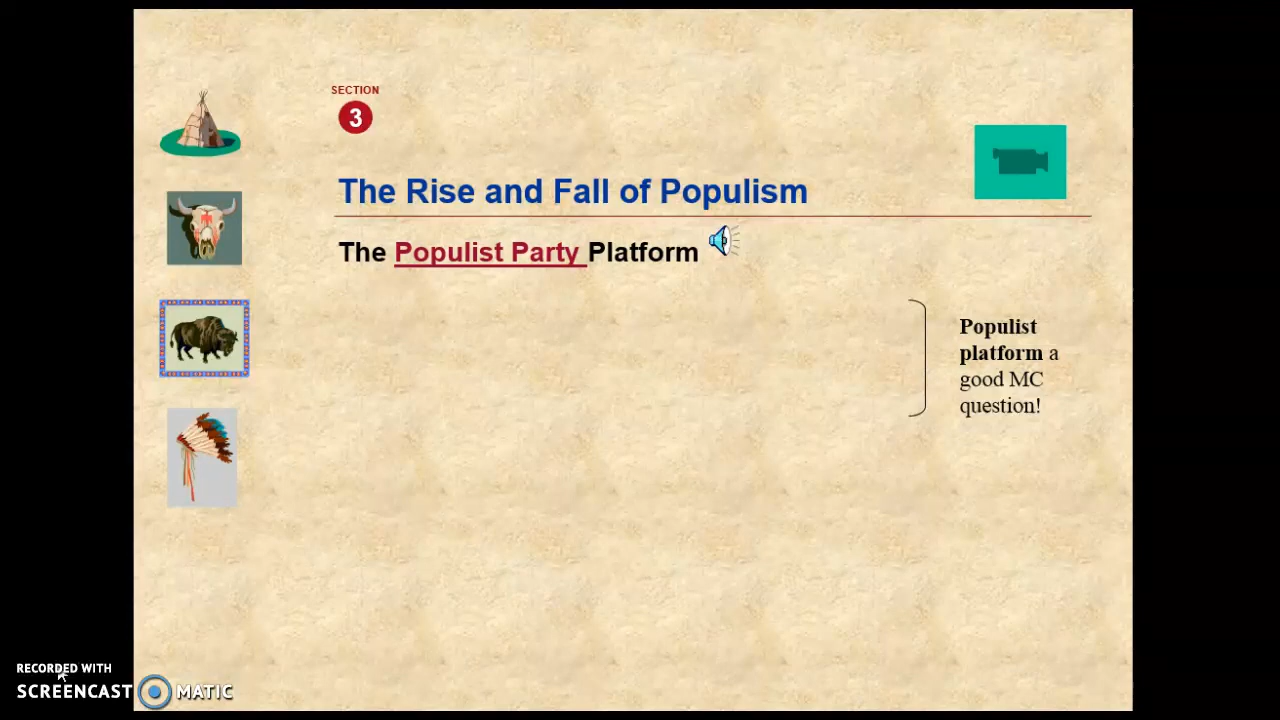 SECTION
3
The Rise and Fall of Populism
The Populist Party Platform
Populist
platform a
good MC
question!
RECORDED WITH
SCREENCAST MATIC